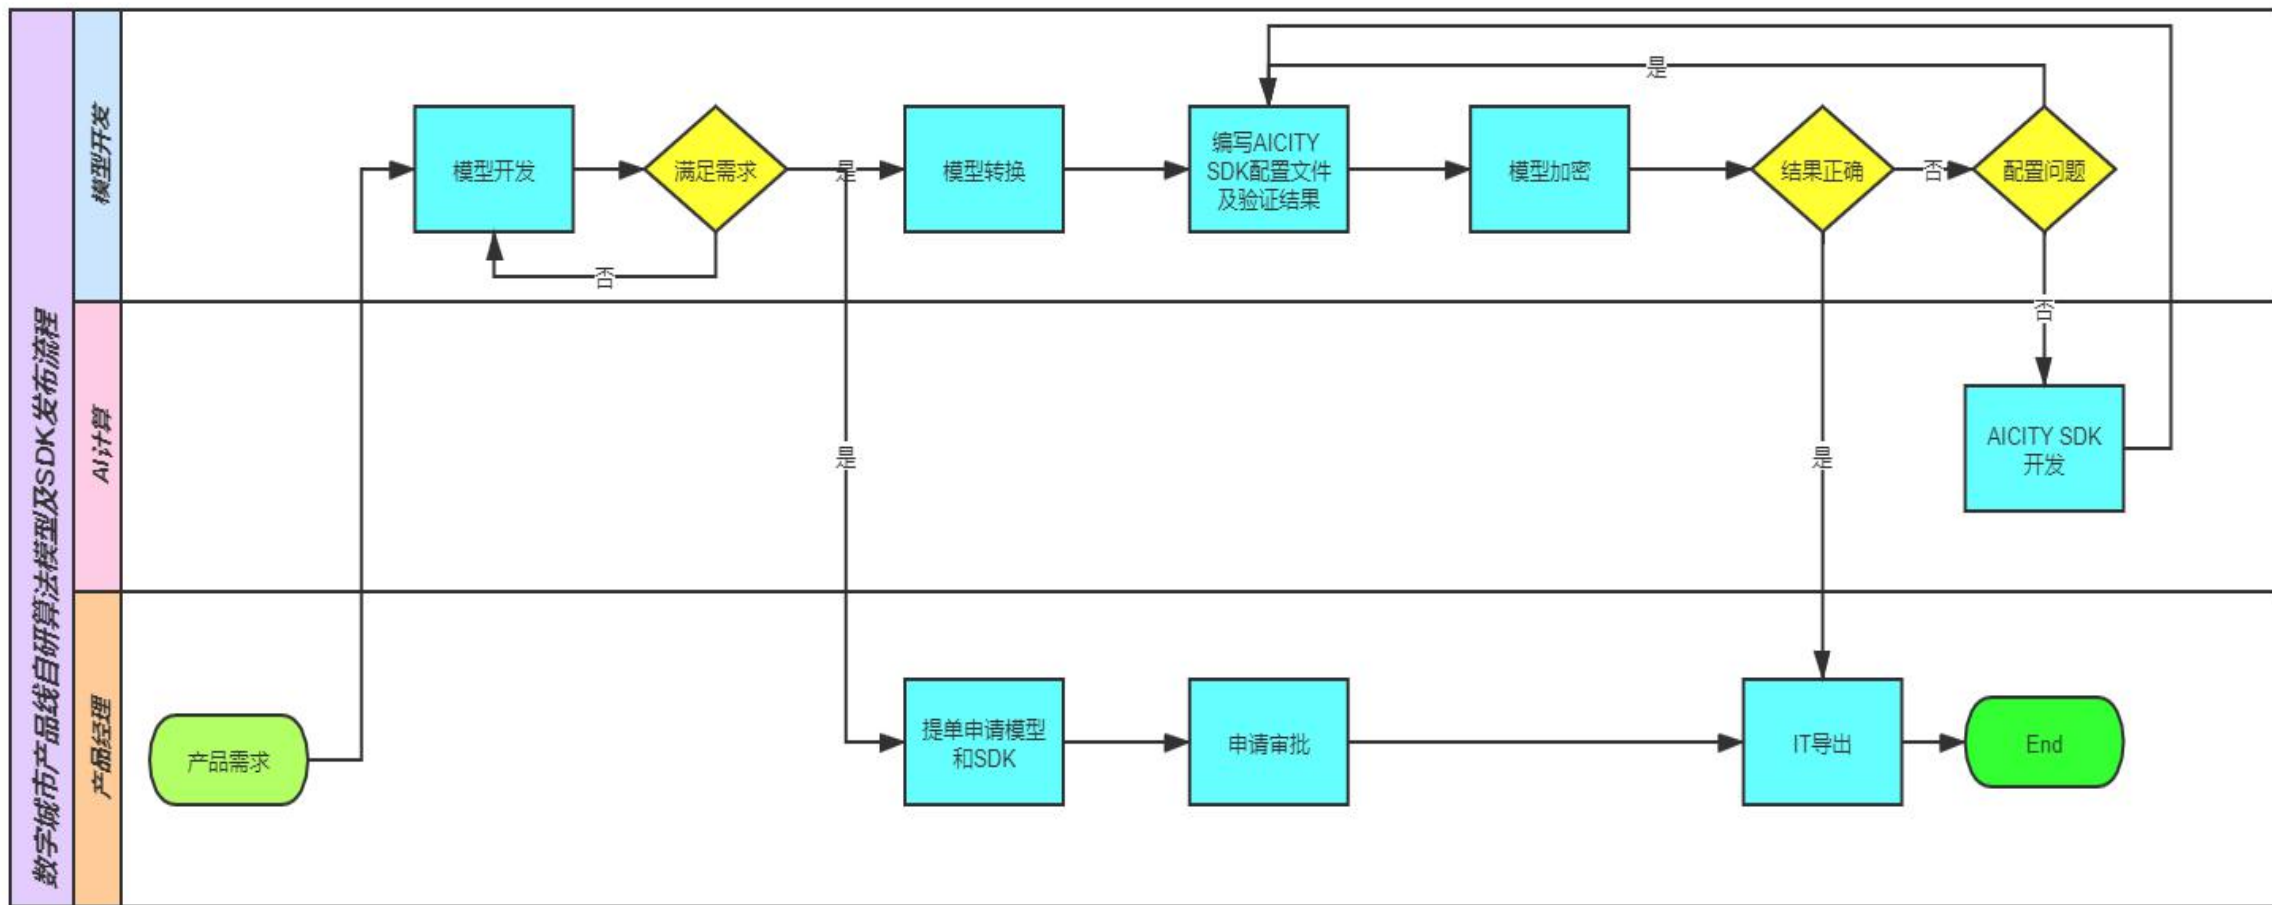 数字城市产品线自研算法模型及SDK发布流程
模型开发
模型开发
满足需求
是
模型转换
编写AICITY
SDK配置文件
及验证结果
模型加密
结果正确
否
配置问题
是
否
AI计算
是
是
否
AICITY SDK
开发
产品经理
产品需求
提单申请模型
和SDK
申请审批
IT导出
End